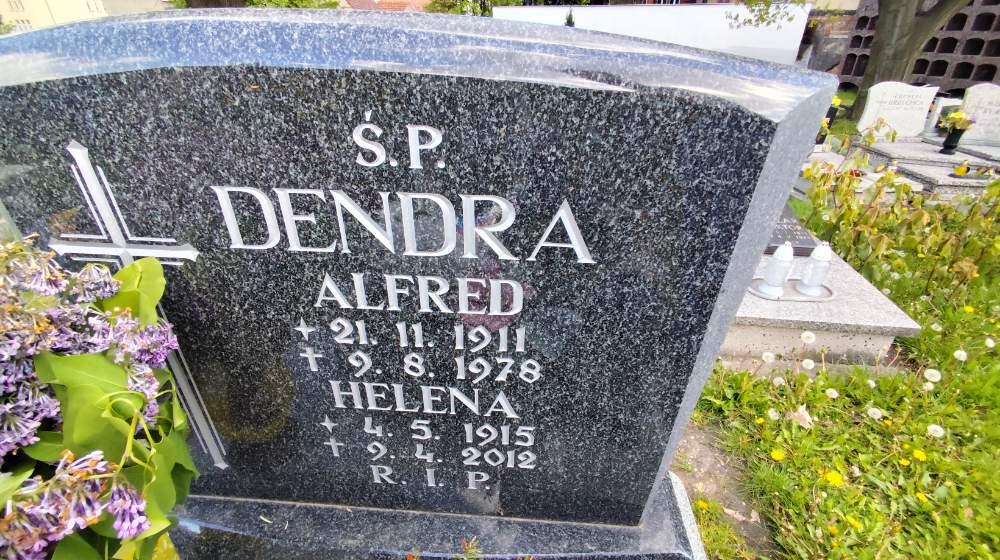 Ś.P.
DENDRA
ALFRED
21. 11. 1911
9. 8. 1978
HELENA
4. 5. 1915
9. 4. 2012
R. I. P.